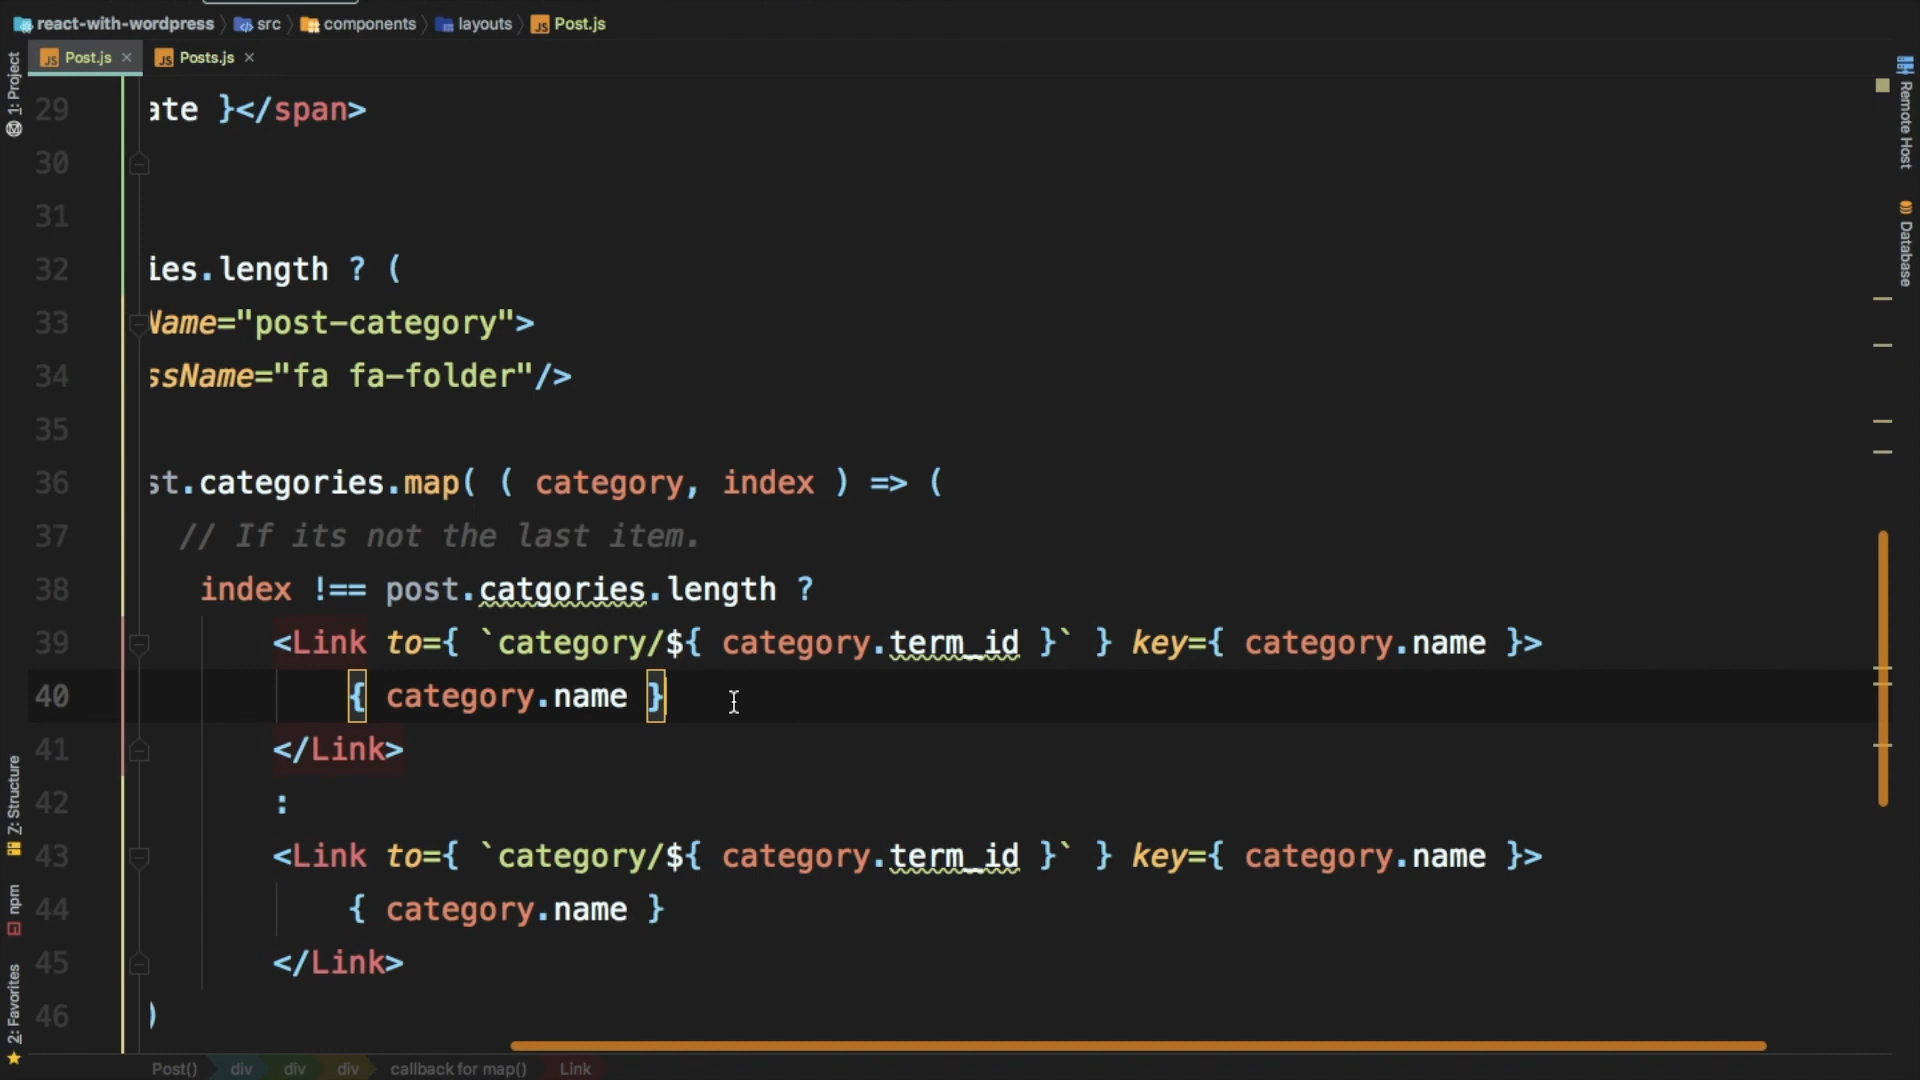 react-with-wordpress src components layouts Post.js
Post.js Posts.js
1: Project
Remote Host
Database
29 ate }</span>
30
31
32 ies.length ? (
33 Name="post-category">
34 ssName="fa fa-folder"/>
35
36 st.categories.map( ( category, index ) => (
37 // If its not the last item.
38 index !== post.catgories.length ?
39 <Link to={ `category/${ category.term_id }` } key={ category.name }>
40 { category.name }
41 </Link>
42 :
43 <Link to={ `category/${ category.term_id }` } key={ category.name }>
44 { category.name }
45 </Link>
46 )
Z: Structure
npm
2: Favorites
Post() div div div callback for map() Link